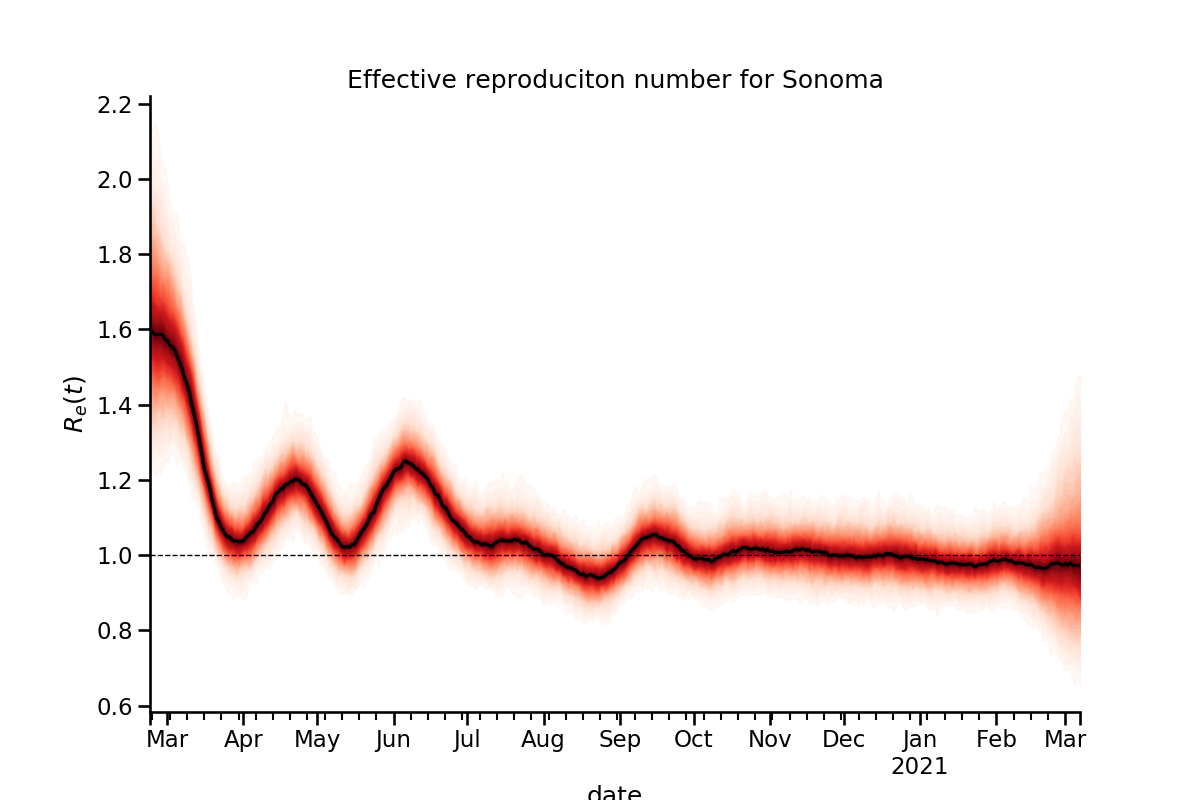 Effective reproduciton number for Sonoma
2.2
2.0
1.8
1.6
1.4
1.2
1.0
0.8
0.6
Rₑ(t)
Mar Apr May Jun Jul Aug Sep Oct Nov Dec Jan Feb Mar
2021
date